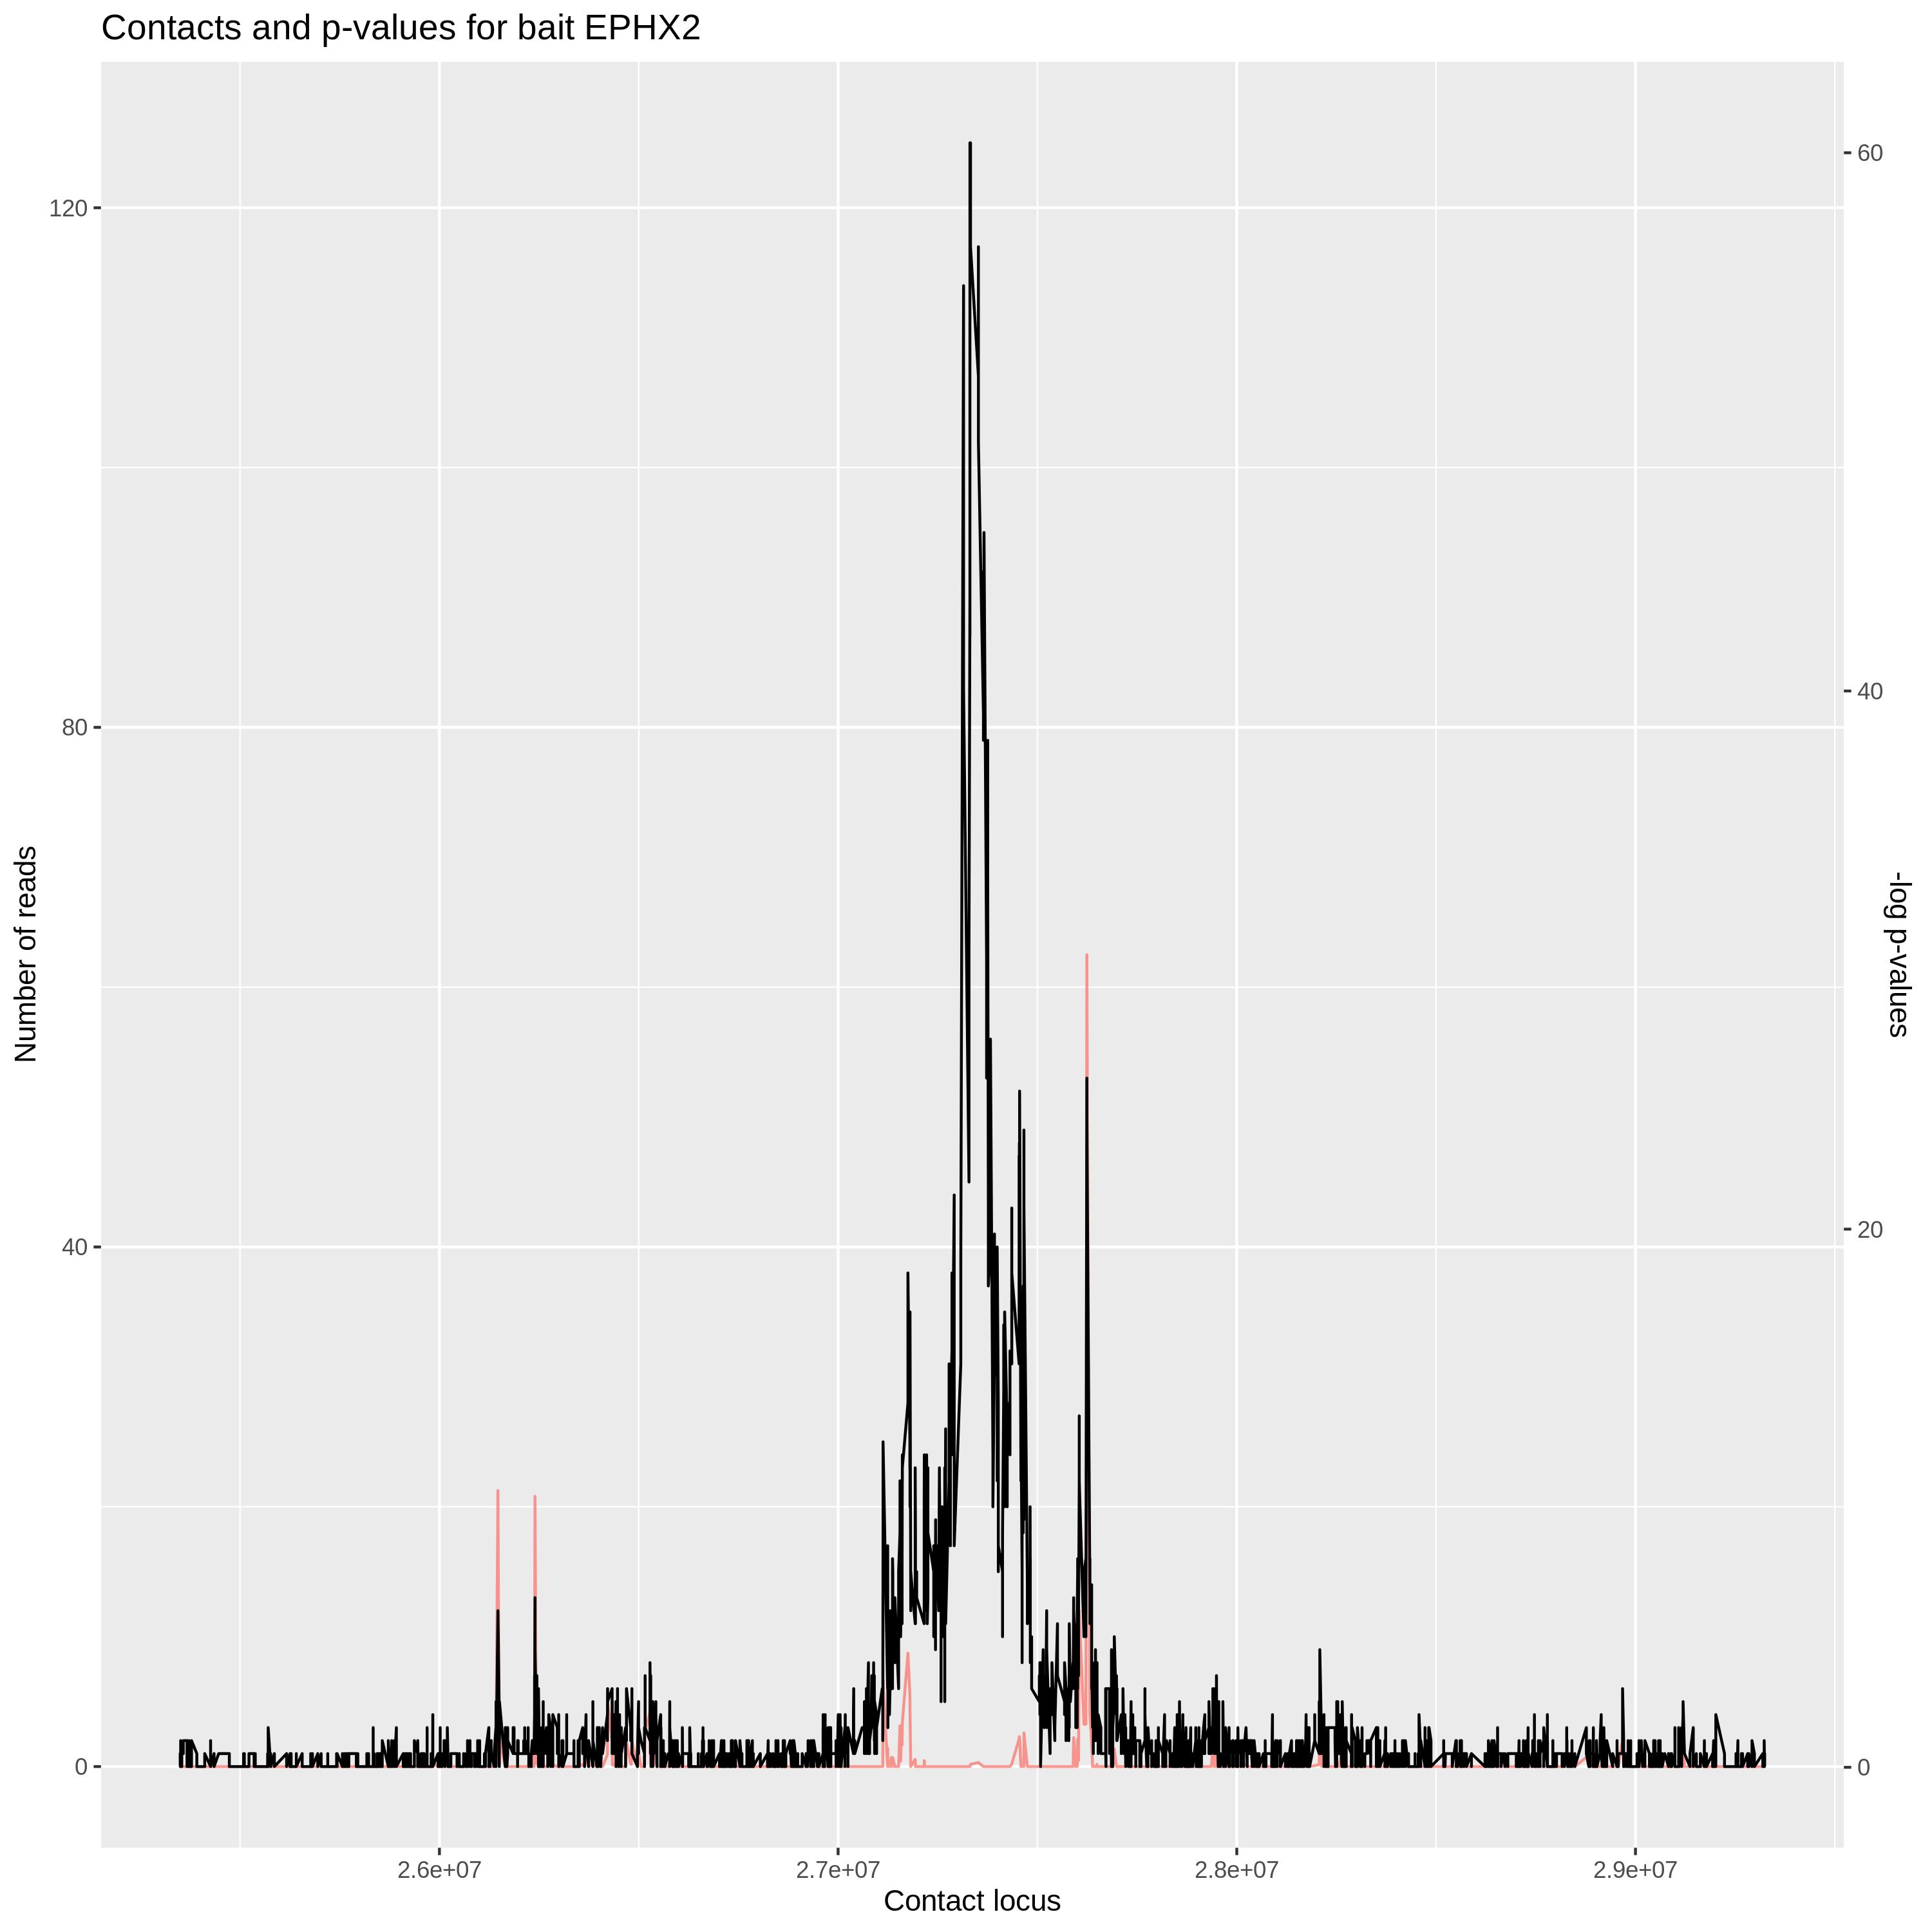 Contacts and p-values for bait EPHX2
120
80
40
0
Number of reads
60
40
20
0
-log p-values
2.6e+07
2.7e+07
2.8e+07
2.9e+07
Contact locus